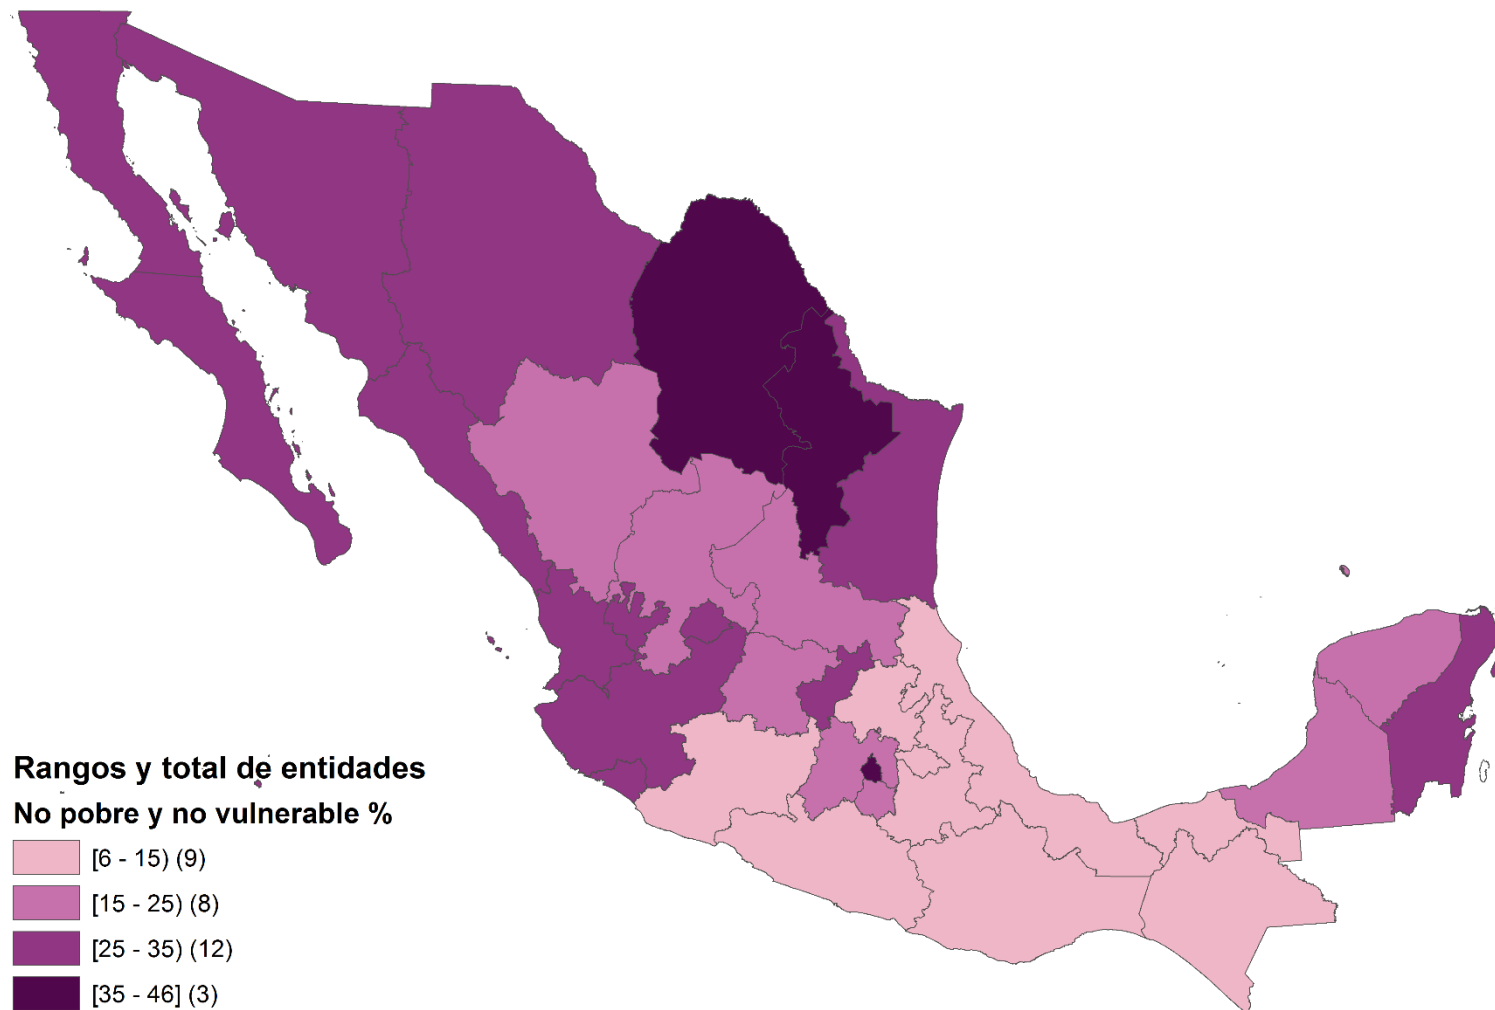 Rangos y total de entidades
No pobre y no vulnerable %
[6 - 15) (9)
[15 - 25) (8)
[25 - 35) (12)
[35 - 46] (3)